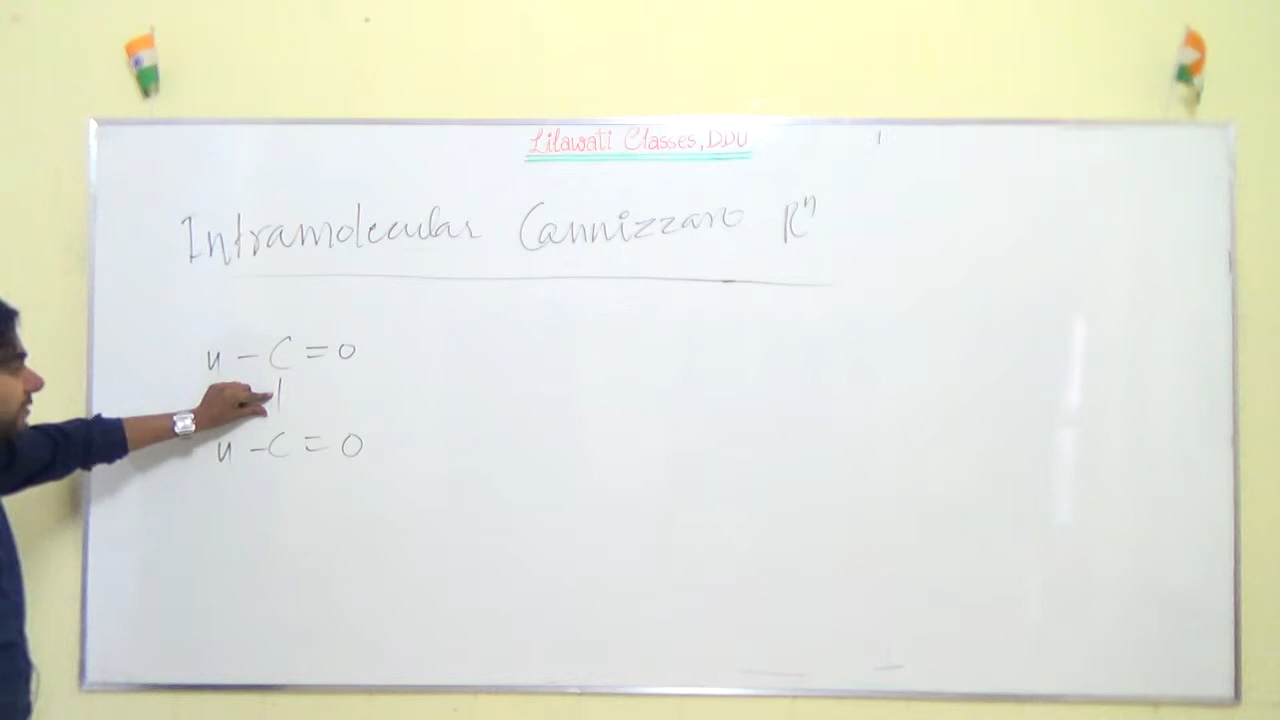 Lilawati Classes, DDU
Intramolecular Cannizzaro Rⁿ
H - C = O
|
H - C = O